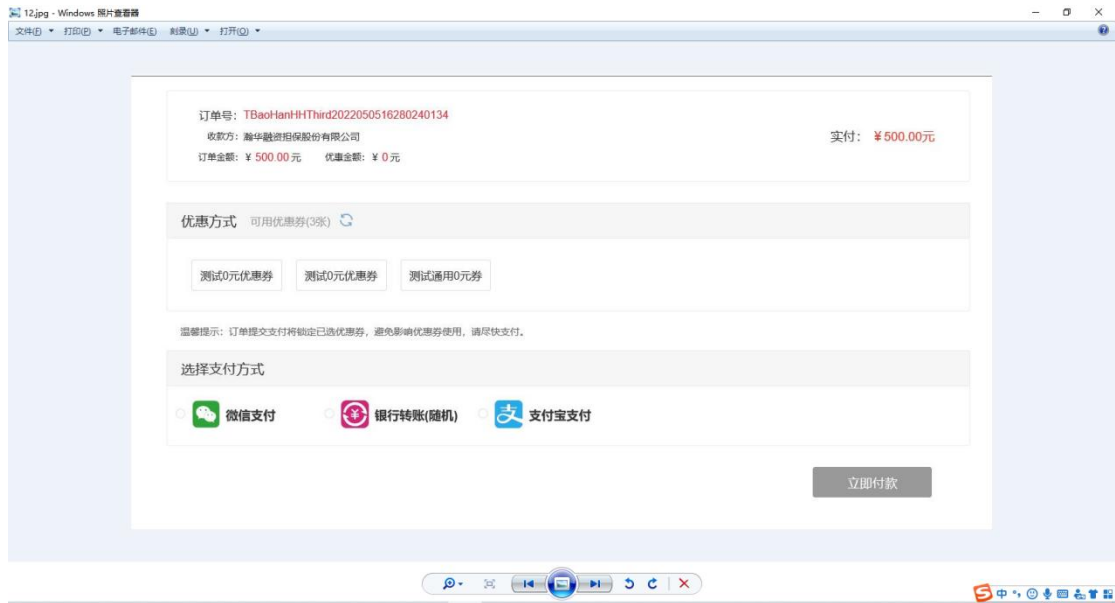 12.jpg - Windows 照片查看器
文件(F) 打印(P) 电子邮件(E) 刻录(U) 打开(O)
订单号：TBaoHanHHThird2022050516280240134
收款方：瀚华融资担保股份有限公司
实付：￥500.00元
订单金额：￥500.00元 优惠金额：￥0元
优惠方式 可用优惠券(3张)
测试0元优惠券 测试0元优惠券 测试通用0元券
温馨提示：订单提交支付将锁定已选优惠券，避免影响优惠券使用，请尽快支付。
选择支付方式
微信支付 银行转账(随机) 支付宝支付
立即付款
中